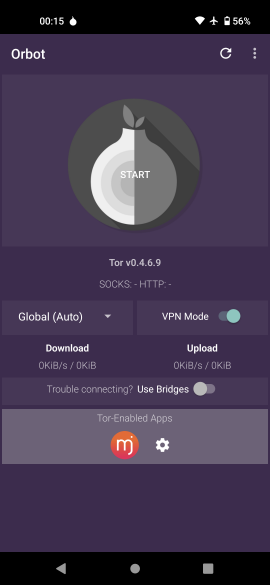 00:15
56%
Orbot
START
Tor v0.4.6.9
SOCKS: - HTTP: -
Global (Auto)
VPN Mode
Download
Upload
0KiB/s / 0KiB
0KiB/s / 0KiB
Trouble connecting? Use Bridges
Tor-Enabled Apps
mj